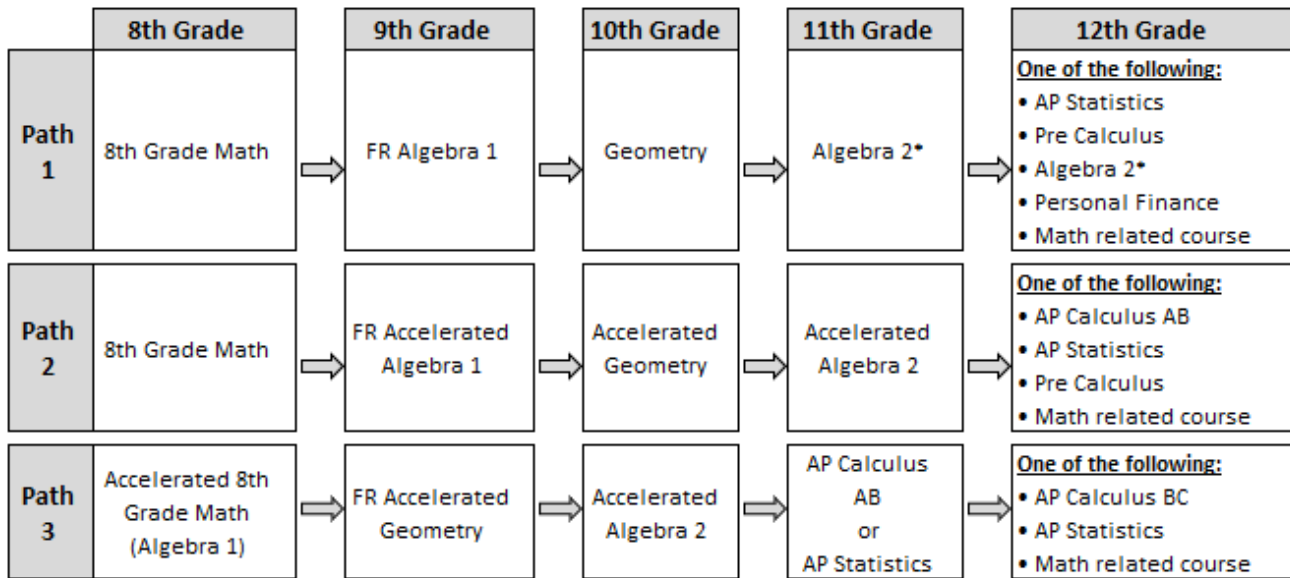 8th Grade
9th Grade
10th Grade
11th Grade
12th Grade
Path
1
8th Grade Math
FR Algebra 1
Geometry
Algebra 2*
One of the following:
• AP Statistics
• Pre Calculus
• Algebra 2*
• Personal Finance
• Math related course
Path
2
8th Grade Math
FR Accelerated
Algebra 1
Accelerated
Geometry
Accelerated
Algebra 2
One of the following:
• AP Calculus AB
• AP Statistics
• Pre Calculus
• Math related course
Path
3
Accelerated 8th
Grade Math
(Algebra 1)
FR Accelerated
Geometry
Accelerated
Algebra 2
AP Calculus
AB
or
AP Statistics
One of the following:
• AP Calculus BC
• AP Statistics
• Math related course